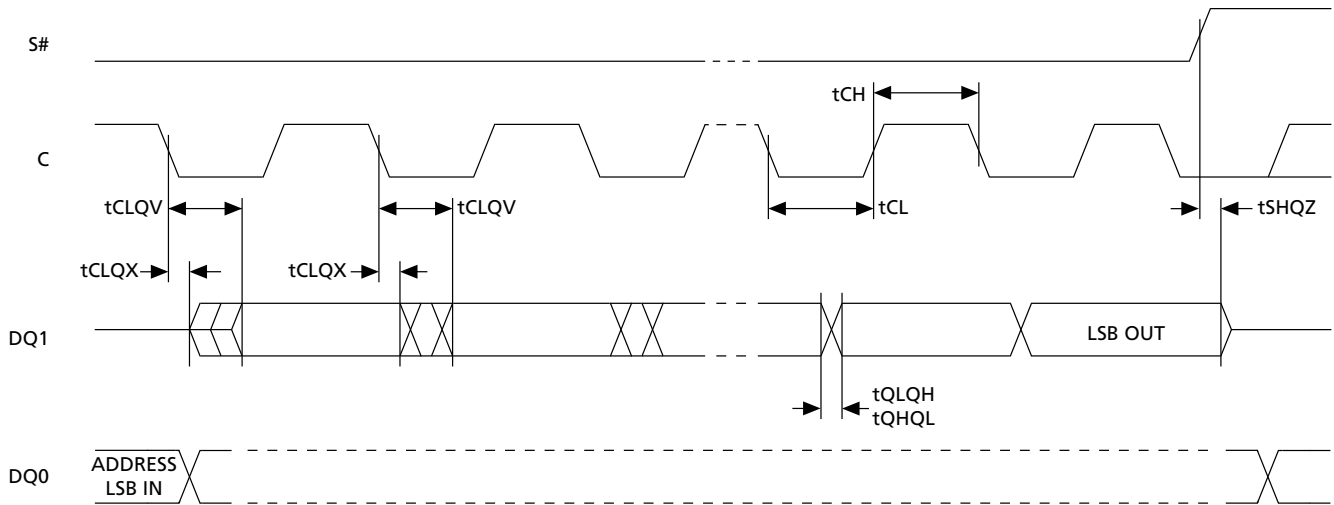 S#
tCH
C
tCLQV
tCLQV
tCL
tSHQZ
tCLQX
tCLQX
DQ1
LSB OUT
tQLQH
tQHQL
DQ0
ADDRESS
LSB IN